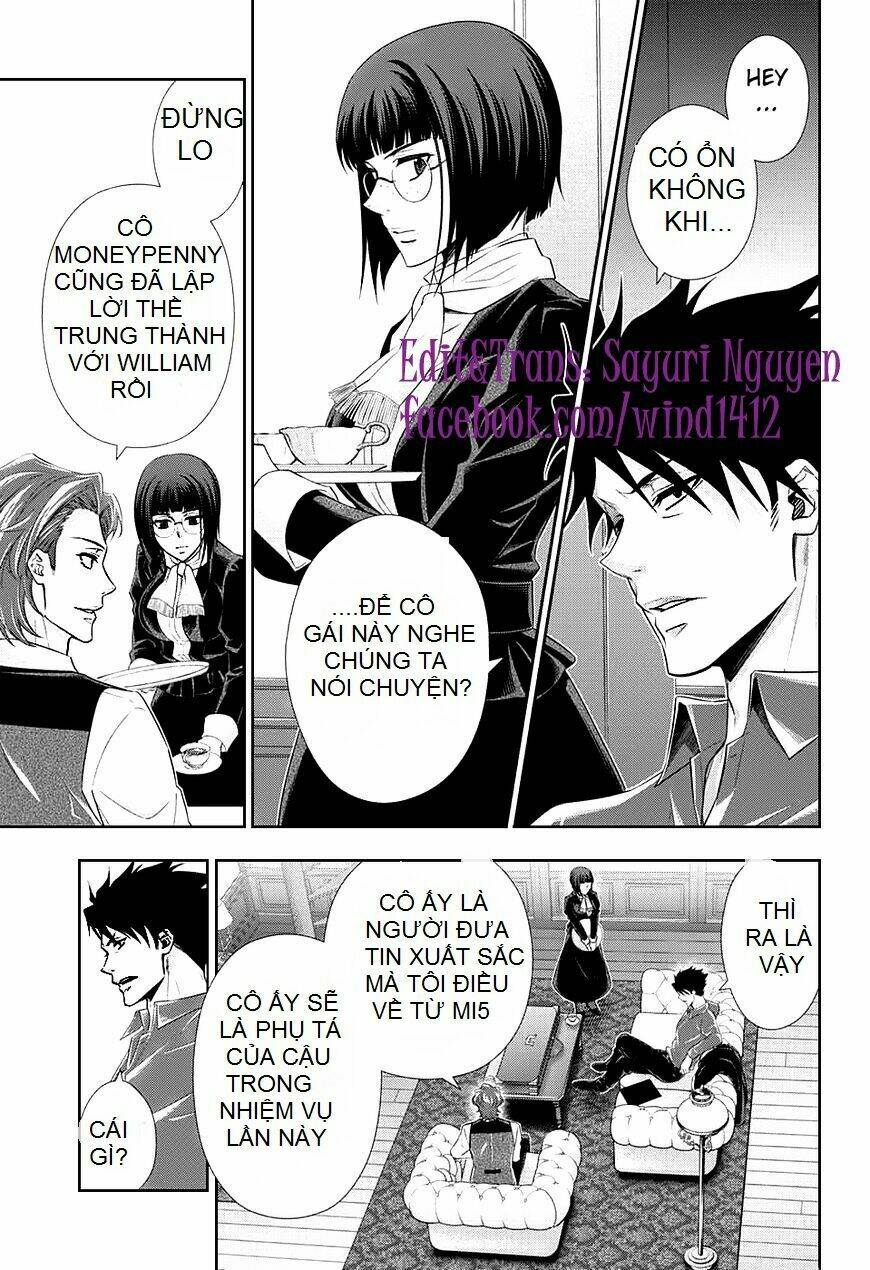 HEY
...
CÓ ỔN
KHÔNG
KHI...
....ĐỂ CÔ
GÁI NÀY NGHE
CHÚNG TA
NÓI CHUYỆN?
Edit&Trans: Sayuri Nguyen
facebook.com/wind1412
ĐỪNG
LO
CÔ
MONEYPENNY
CŨNG ĐÃ LẬP
LỜI THỀ
TRUNG THÀNH
VỚI WILLIAM
RỒI
THÌ
RA LÀ
VẬY
CÔ ẤY LÀ
NGƯỜI ĐƯA
TIN XUẤT SẮC
MÀ TÔI ĐIỀU
VỀ TỪ MI5
CÔ ẤY SẼ
LÀ PHỤ TÁ
CỦA CẬU
TRONG
NHIỆM VỤ
LẦN NÀY
CÁI
GÌ?